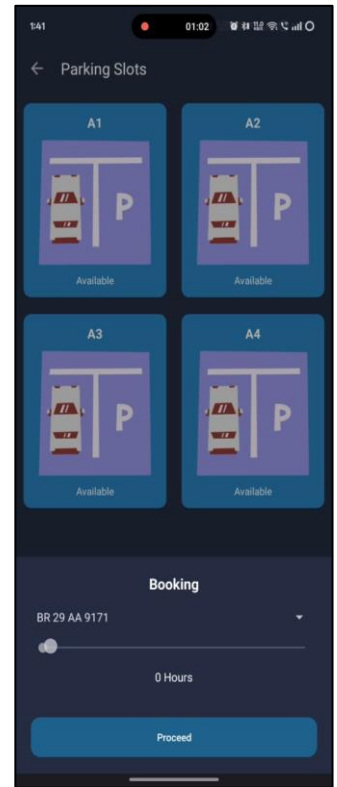 1:41 01:02
Parking Slots
A1 A2
P P
Available Available
A3 A4
P P
Available Available
Booking
BR 29 AA 9171
0 Hours
Proceed